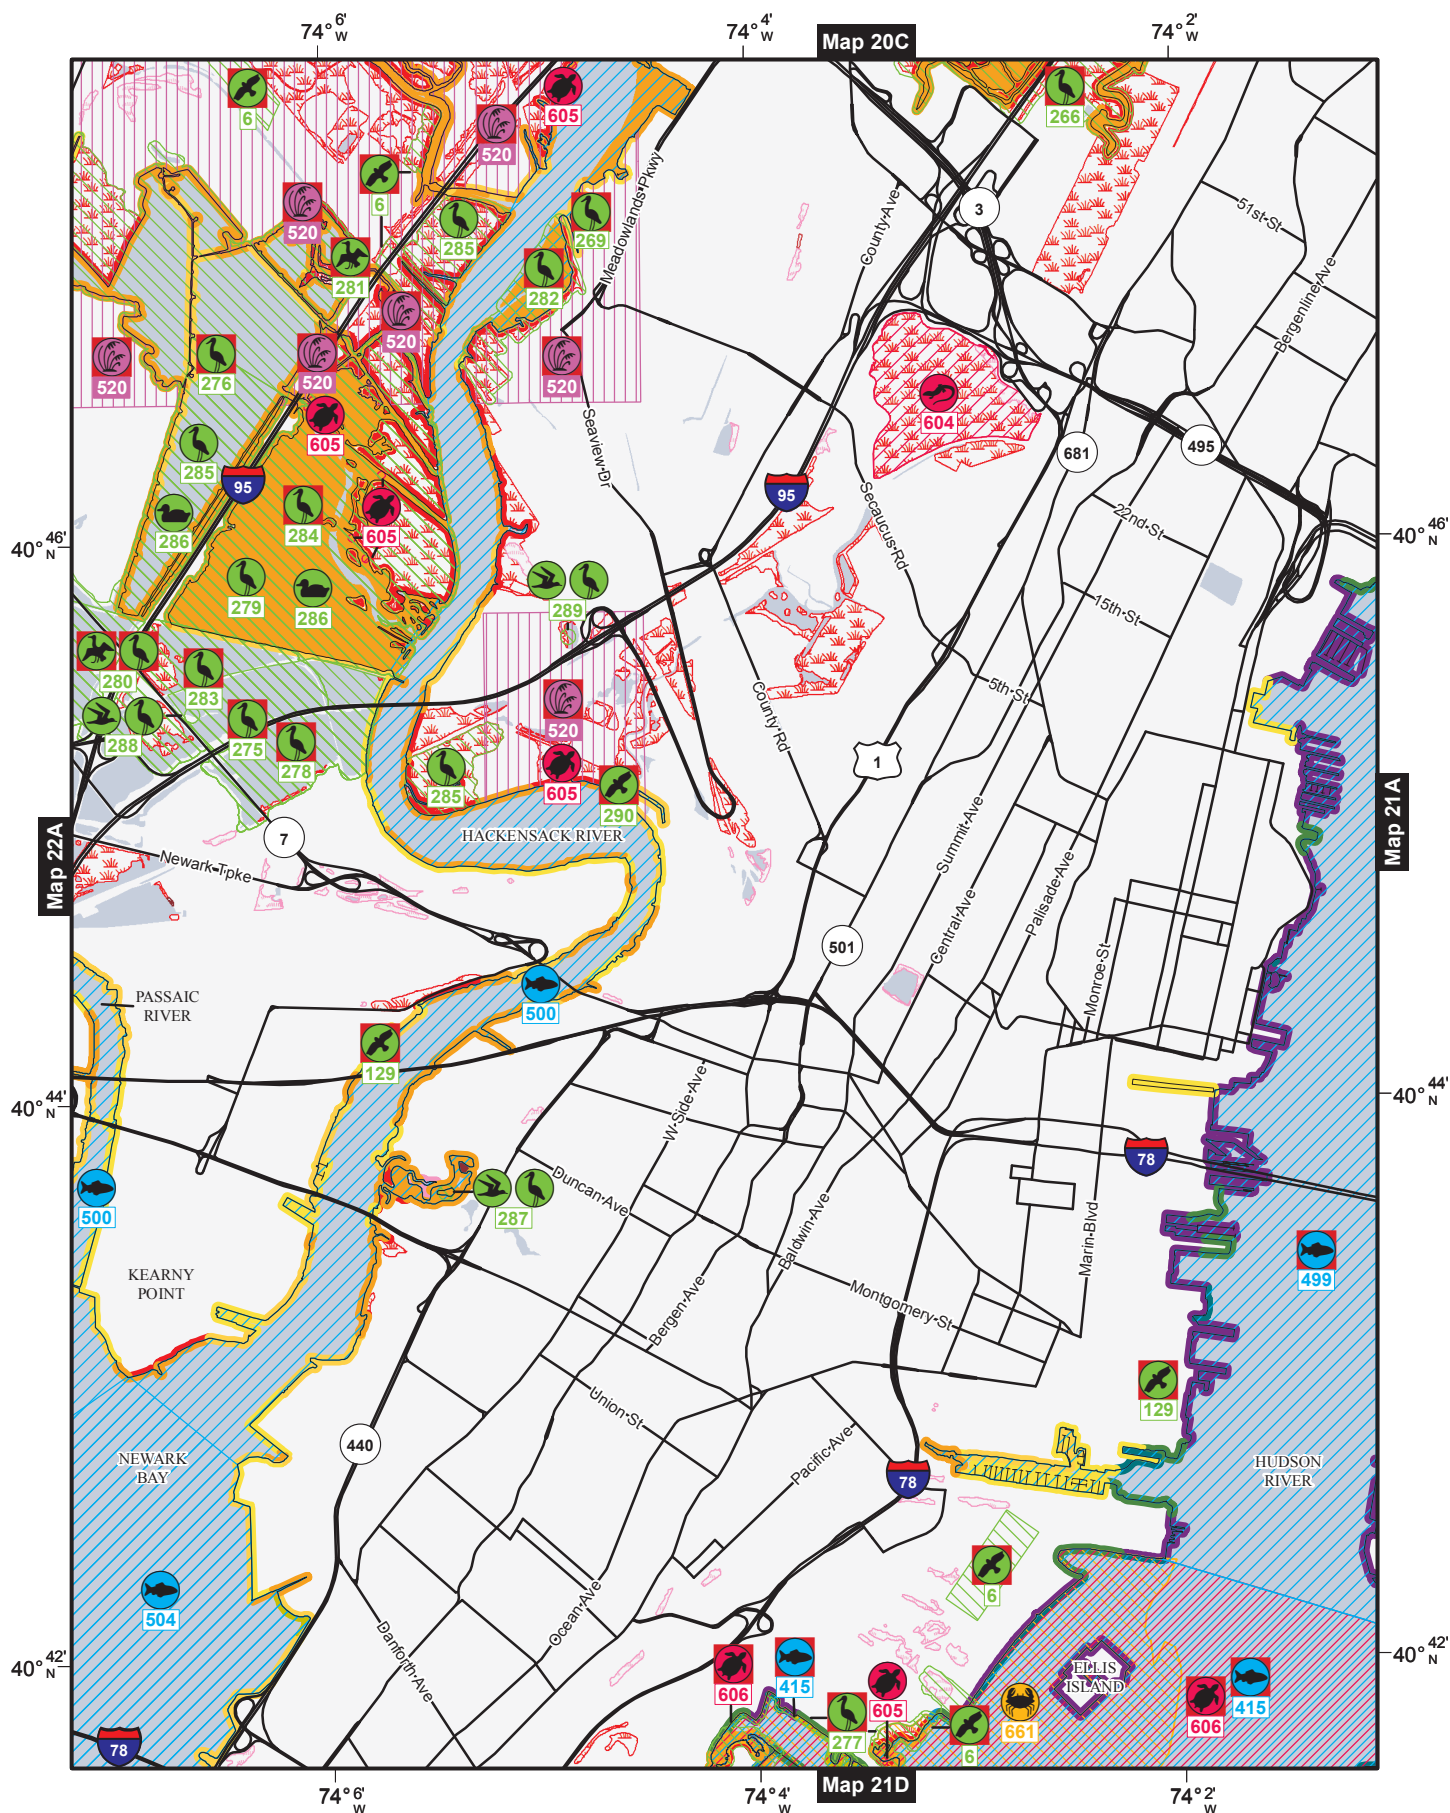 74° 6' W
74° 4' W
74° 2' W
Map 20C
6
605
520
266
6
520
285
269
3
51st St
Meadowlands Pkwy
County Ave
281
282
520
Bergenline Ave
520
276
520
520
605
604
Seaview Dr
285
95
681
495
95
286
284
605
Secaucus Rd
22nd St
40° 46' N
40° 46' N
279
286
289
15th St
280
283
5th St
288
275
278
520
County Rd
285
605
290
1
Map 22A
Map 21A
HACKENSACK RIVER
7
Newark Tpke
Summit Ave
Central Ave
Palisade Ave
501
Monroe St
PASSAIC
RIVER
500
129
40° 44' N
40° 44' N
W Side Ave
78
Duncan Ave
500
287
Baldwin Ave
Marin Blvd
499
KEARNY
POINT
Bergen Ave
Montgomery St
129
Union St
440
NEWARK
BAY
Pacific Ave
78
HUDSON
RIVER
6
504
Ocean Ave
Danforth Ave
40° 42' N
40° 42' N
606
415
605
ELLIS
ISLAND
606
415
277
6
661
78
74° 6' W
74° 4' W
Map 21D
74° 2' W